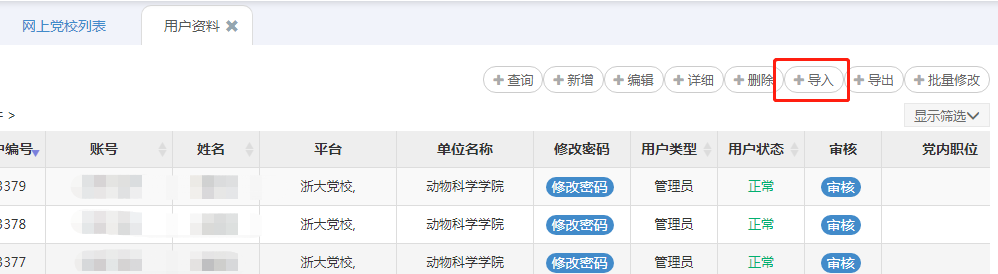 网上党校列表 用户资料
查询 新增 编辑 详细 删除 导入 导出 批量修改
>
显示筛选
编号 账号 姓名 平台 单位名称 修改密码 用户类型 用户状态 审核 党内职位
3379 浙大党校, 动物科学学院 修改密码 管理员 正常 审核
3378 浙大党校, 动物科学学院 修改密码 管理员 正常 审核
3377 浙大党校, 动物科学学院 修改密码 管理员 正常 审核